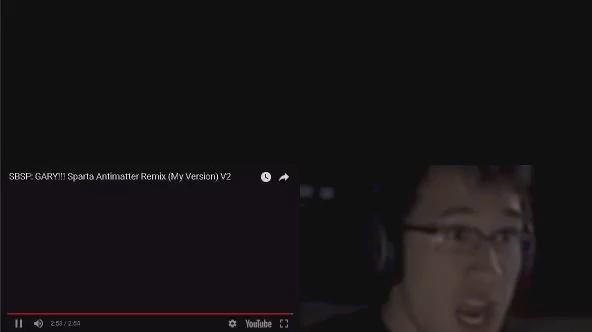 SBSP: GARY!!! Sparta Antimatter Remix (My Version) V2
2:53 / 2:53
YouTube